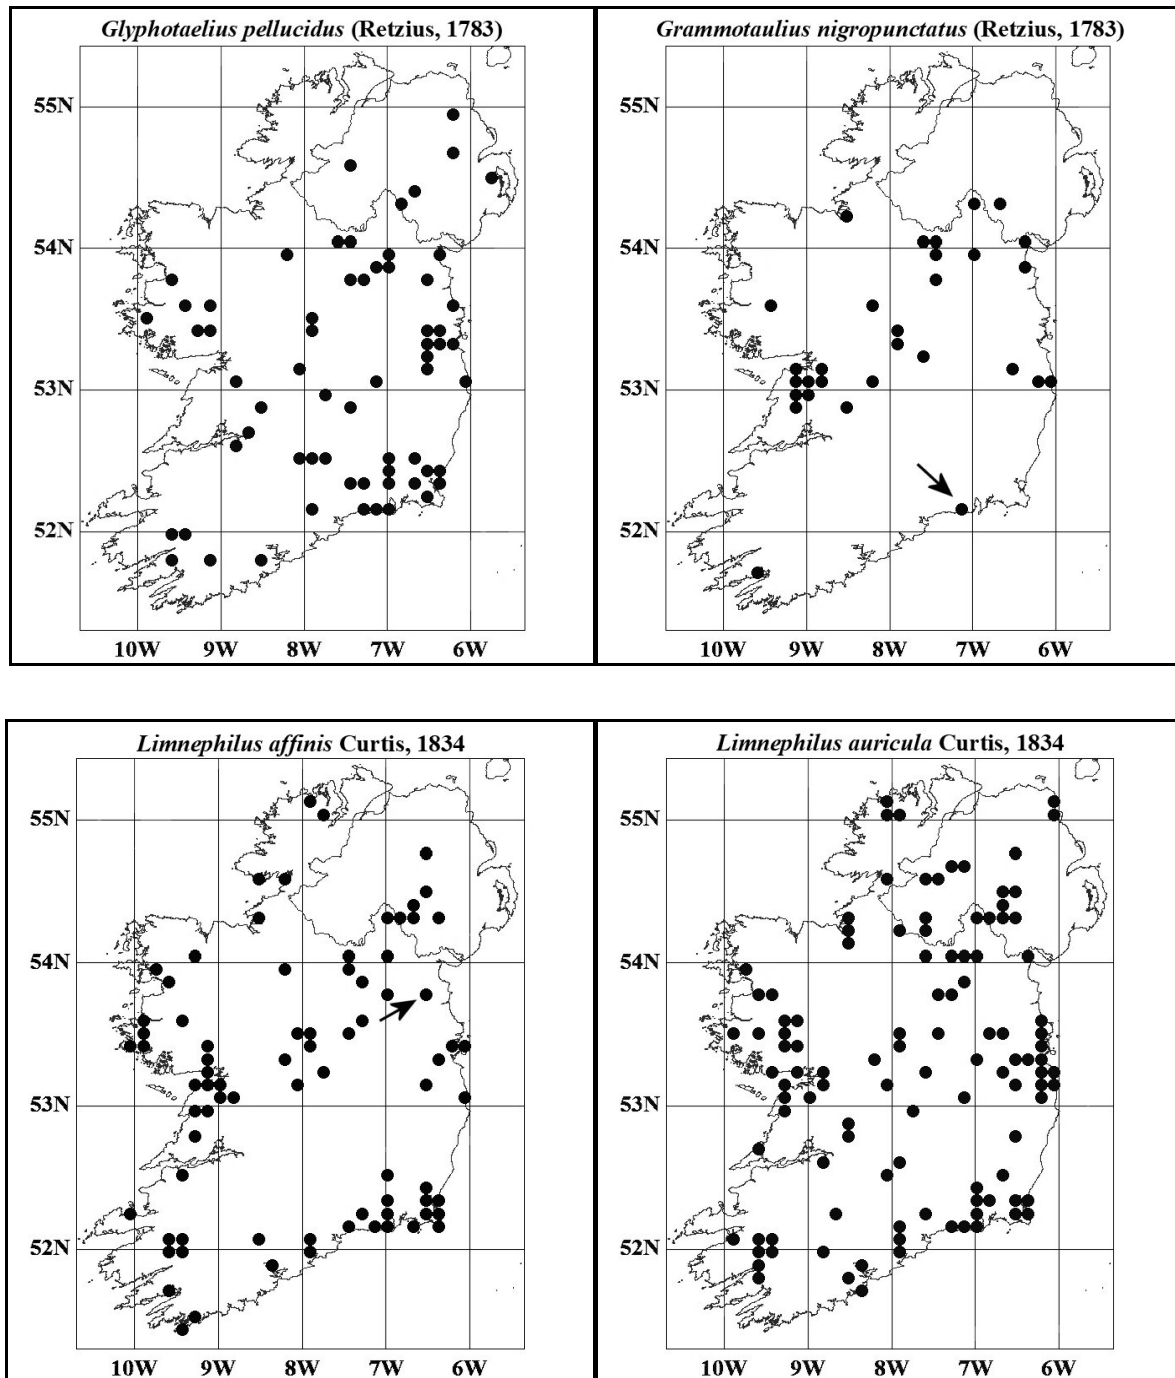 Glyphotaelius pellucidus (Retzius, 1783)
55N
54N
53N
52N
10W 9W 8W 7W 6W
Grammotaulius nigropunctatus (Retzius, 1783)
55N
54N
53N
52N
10W 9W 8W 7W 6W
Limnephilus affinis Curtis, 1834
55N
54N
53N
52N
10W 9W 8W 7W 6W
Limnephilus auricula Curtis, 1834
55N
54N
53N
52N
10W 9W 8W 7W 6W